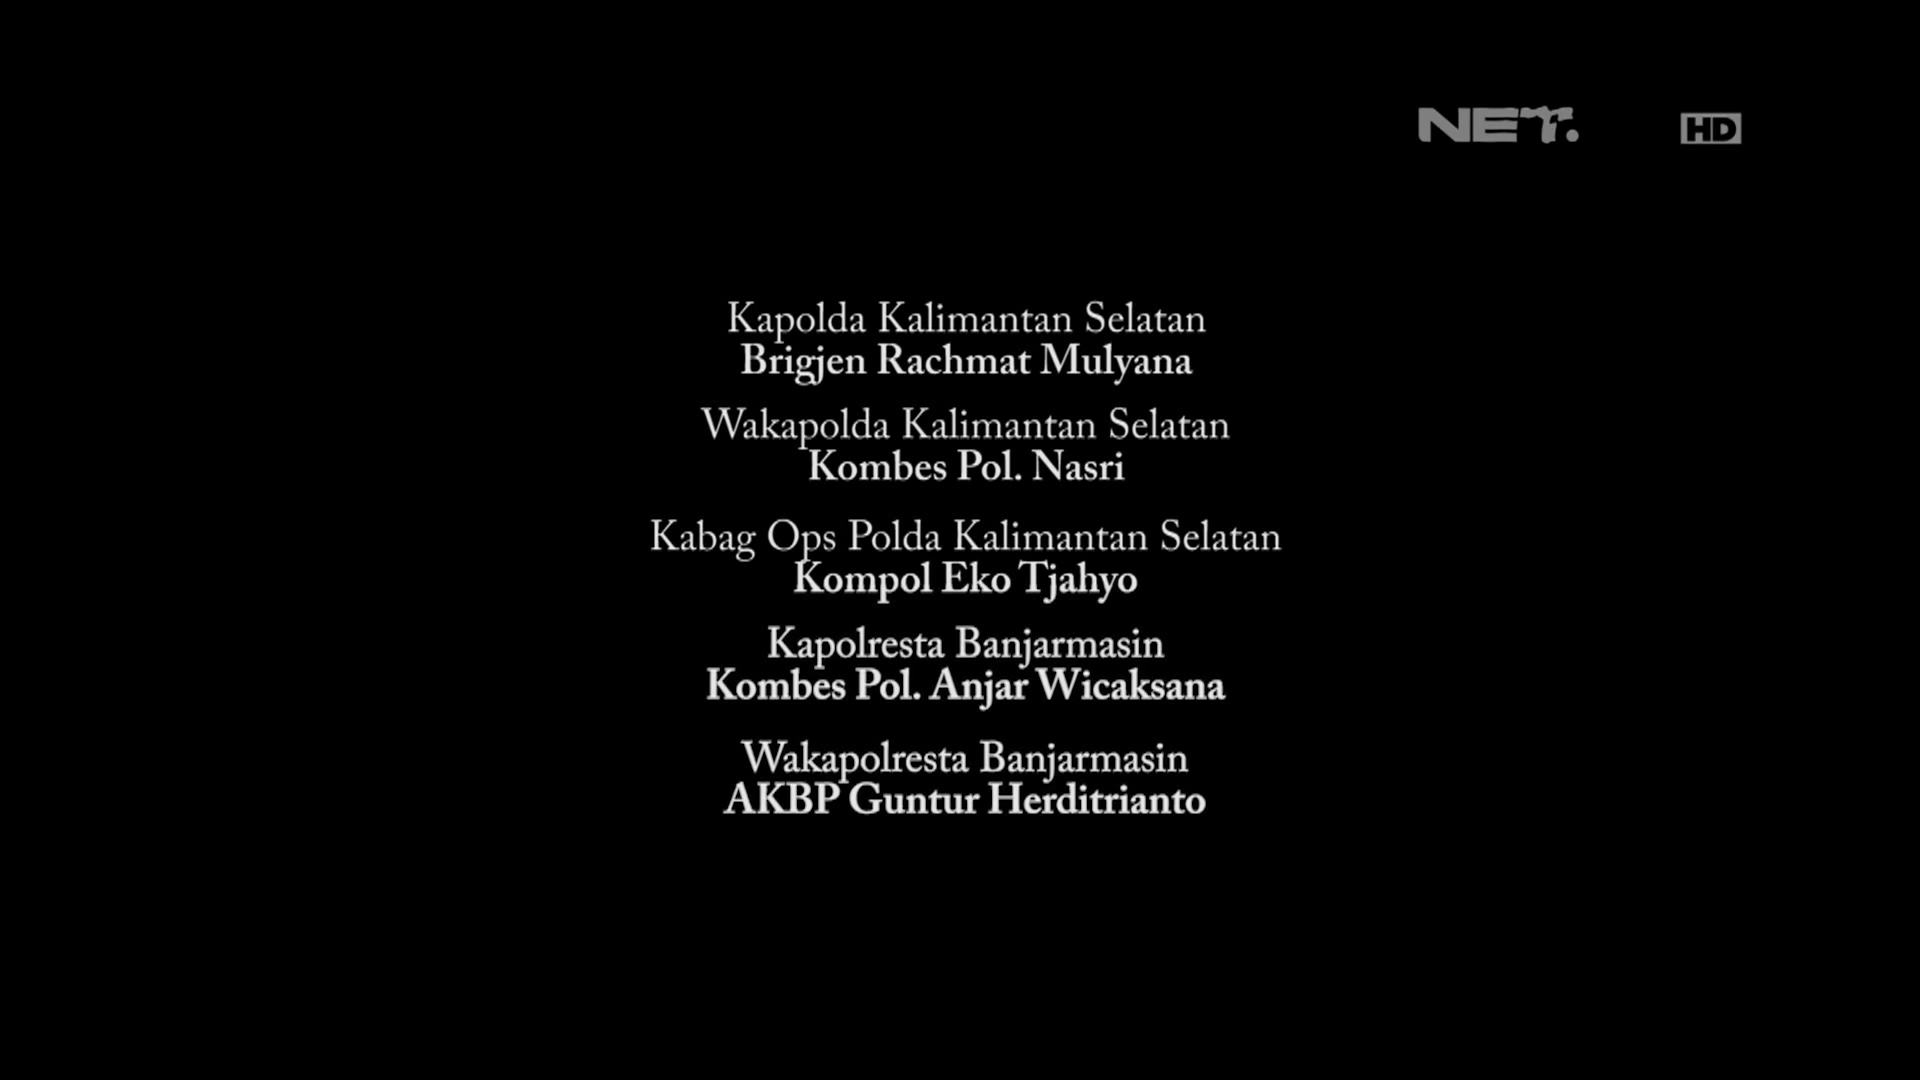 NET.
HD
Kapolda Kalimantan Selatan
Brigjen Rachmat Mulyana
Wakapolda Kalimantan Selatan
Kombes Pol. Nasri
Kabag Ops Polda Kalimantan Selatan
Kompol Eko Tjahyo
Kapolresta Banjarmasin
Kombes Pol. Anjar Wicaksana
Wakapolresta Banjarmasin
AKBP Guntur Herditrianto